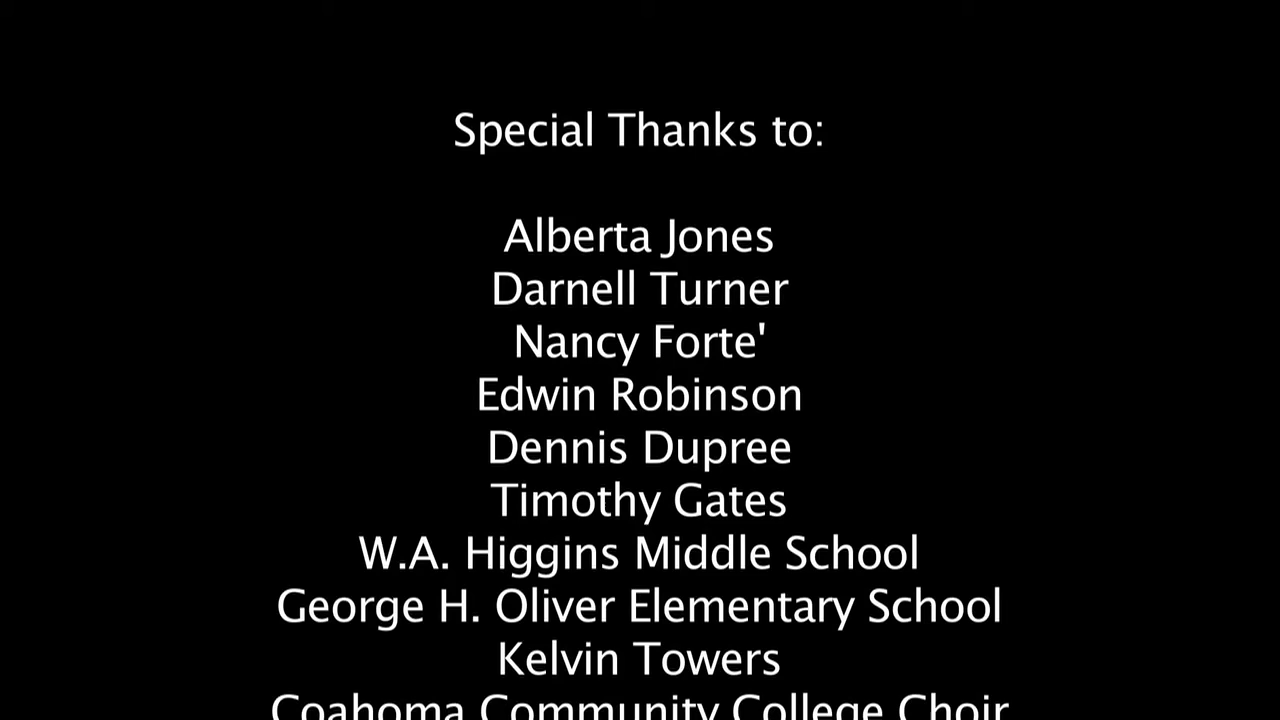 Special Thanks to:
Alberta Jones
Darnell Turner
Nancy Forte'
Edwin Robinson
Dennis Dupree
Timothy Gates
W.A. Higgins Middle School
George H. Oliver Elementary School
Kelvin Towers
Coahoma Community College Choir